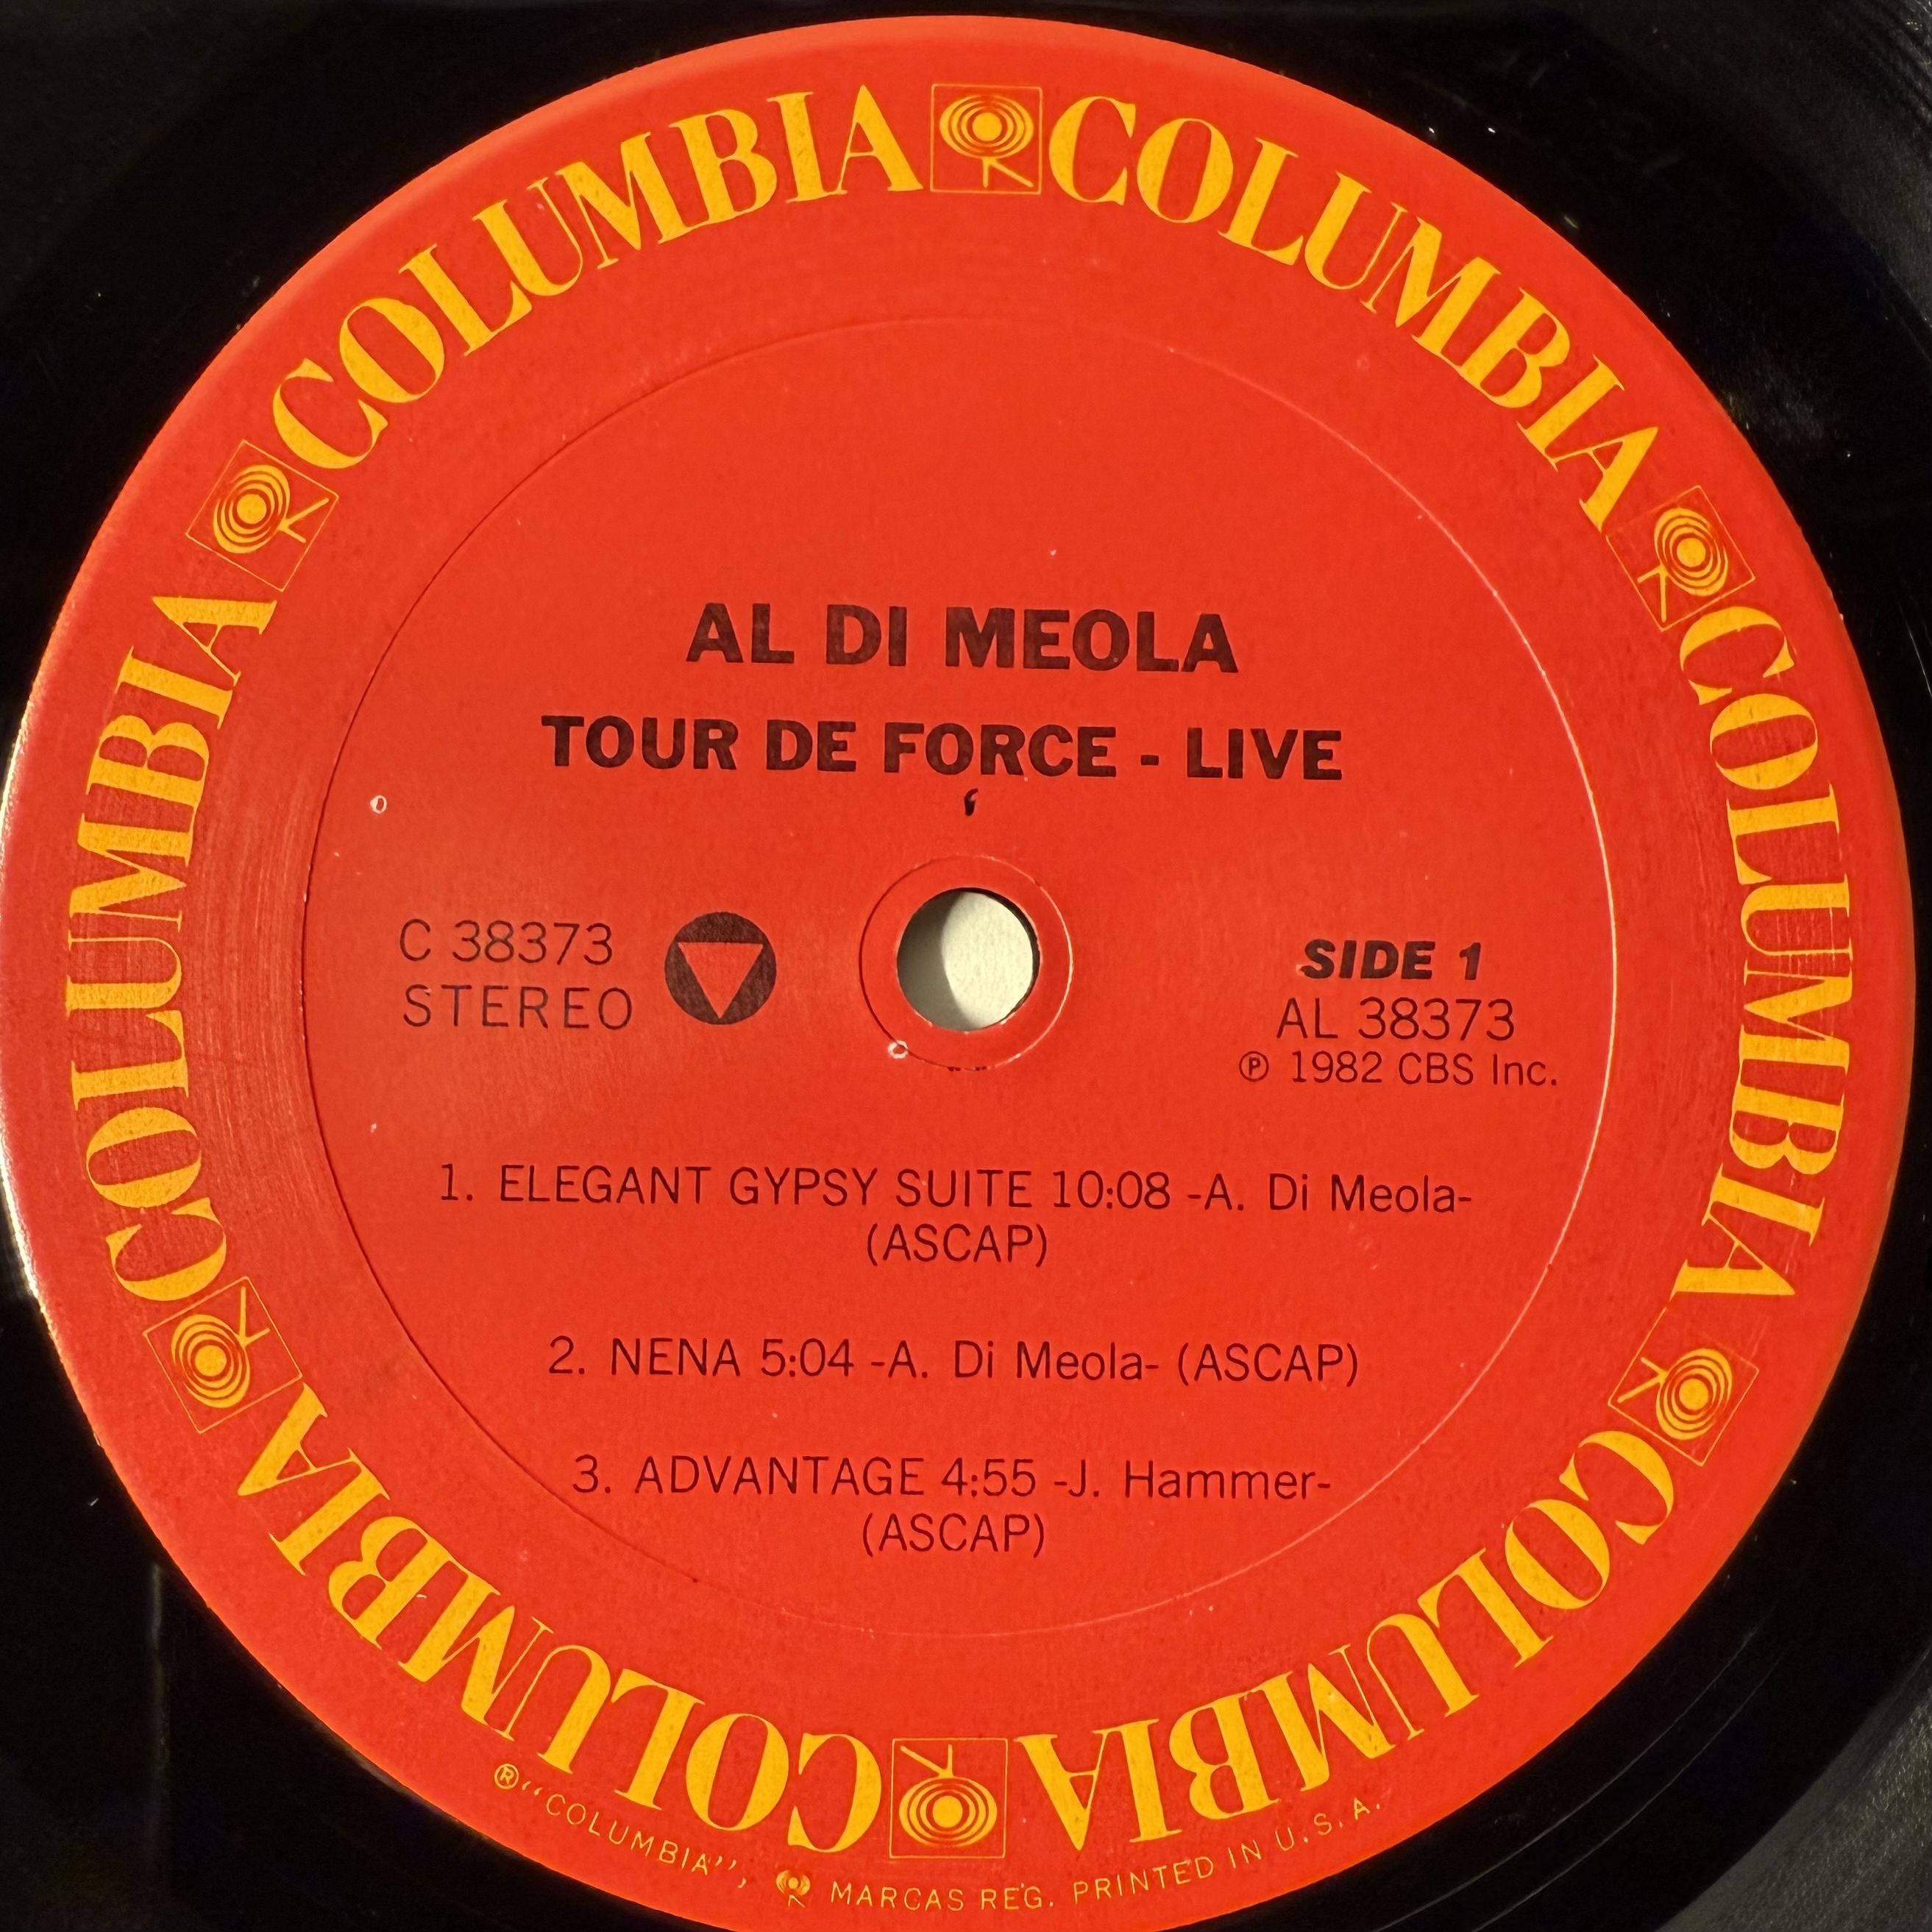 COLUMBIA COLUMBIA COLUMBIA COLUMBIA COLUMBIA COLUMBIA
AL DI MEOLA
TOUR DE FORCE - LIVE
C 38373
STEREO
SIDE 1
AL 38373
℗ 1982 CBS Inc.
1. ELEGANT GYPSY SUITE 10:08 -A. Di Meola-
(ASCAP)
2. NENA 5:04 -A. Di Meola- (ASCAP)
3. ADVANTAGE 4:55 -J. Hammer-
(ASCAP)
® "COLUMBIA", MARCAS REG. PRINTED IN U.S.A.